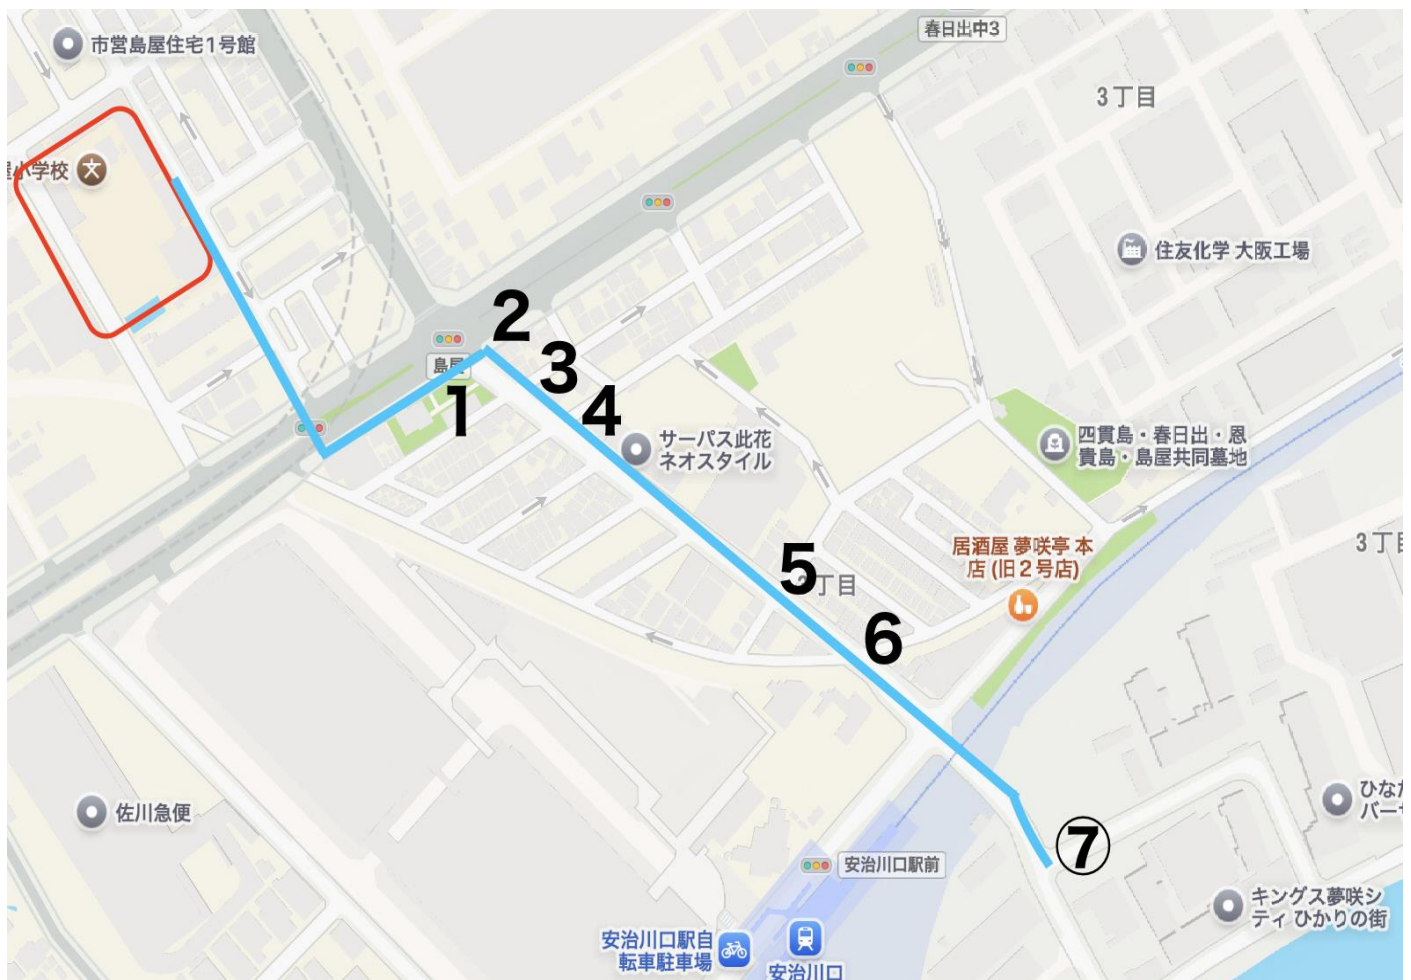 春日出中3
市営島屋住宅1号館
3丁目
屋小学校
住友化学 大阪工場
2
島屋
3
1
4
サーパス此花
ネオスタイル
四貫島・春日出・恩
貴島・島屋共同墓地
居酒屋 夢咲亭 本
店 (旧2号店)
3丁目
5
丁目
6
佐川急便
ひな
バー
⑦
安治川口駅前
キングス夢咲シ
ティ ひかりの街
安治川口駅自
転車駐車場
安治川口